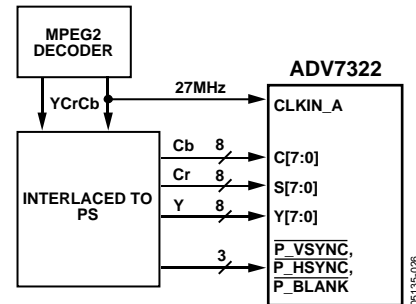 MPEG2
DECODER
YCrCb
27MHz
ADV7322
CLKIN_A
INTERLACED TO
PS
Cb 8
Cr 8
Y 8
3
C[7:0]
S[7:0]
Y[7:0]
P_VSYNC,
P_HSYNC,
P_BLANK
05135-026